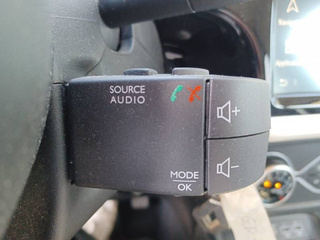 SOURCE
AUDIO
+
-
MODE
OK